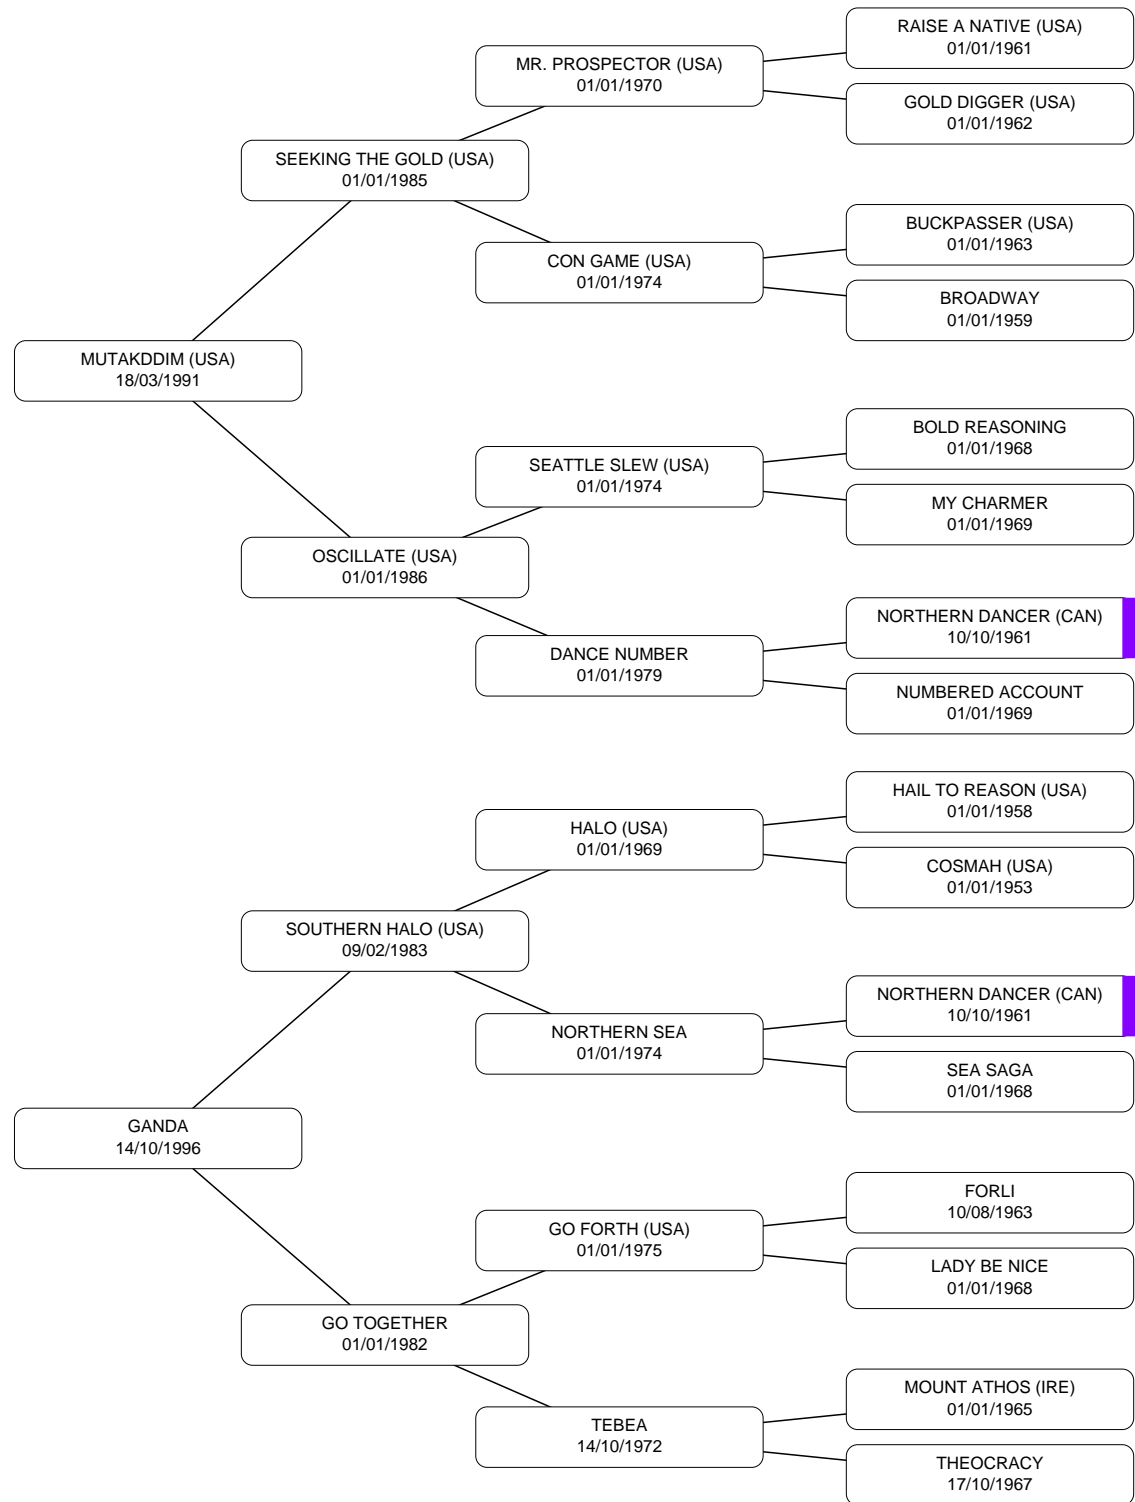 RAISE A NATIVE (USA)
01/01/1961
MR. PROSPECTOR (USA)
01/01/1970
GOLD DIGGER (USA)
01/01/1962
SEEKING THE GOLD (USA)
01/01/1985
BUCKPASSER (USA)
01/01/1963
CON GAME (USA)
01/01/1974
BROADWAY
01/01/1959
MUTAKDDIM (USA)
18/03/1991
BOLD REASONING
01/01/1968
SEATTLE SLEW (USA)
01/01/1974
MY CHARMER
01/01/1969
OSCILLATE (USA)
01/01/1986
NORTHERN DANCER (CAN)
10/10/1961
DANCE NUMBER
01/01/1979
NUMBERED ACCOUNT
01/01/1969
HAIL TO REASON (USA)
01/01/1958
HALO (USA)
01/01/1969
COSMAH (USA)
01/01/1953
SOUTHERN HALO (USA)
09/02/1983
NORTHERN DANCER (CAN)
10/10/1961
NORTHERN SEA
01/01/1974
SEA SAGA
01/01/1968
GANDA
14/10/1996
FORLI
10/08/1963
GO FORTH (USA)
01/01/1975
LADY BE NICE
01/01/1968
GO TOGETHER
01/01/1982
MOUNT ATHOS (IRE)
01/01/1965
TEBEA
14/10/1972
THEOCRACY
17/10/1967